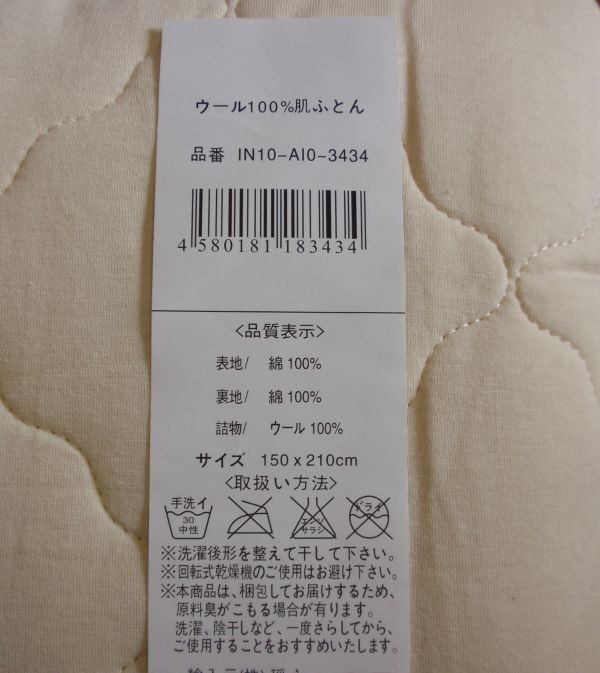 ウール100%肌ふとん
品番 IN10-AI0-3434
4 580181 183434
<品質表示>
表地/ 綿 100%
裏地/ 綿 100%
詰物/ ウール 100%
サイズ 150 x 210cm
<取扱い方法>
手洗イ
30
中性
エンソ
サラシ
ドライ
※洗濯後形を整えて干して下さい。
※回転式乾燥機のご使用はお避け下さい。
※本商品は、梱包してお届けするため、
原料臭がこもる場合が有ります。
洗濯、陰干しなど、一度さらしてから、
ご使用することをおすすめいたします。